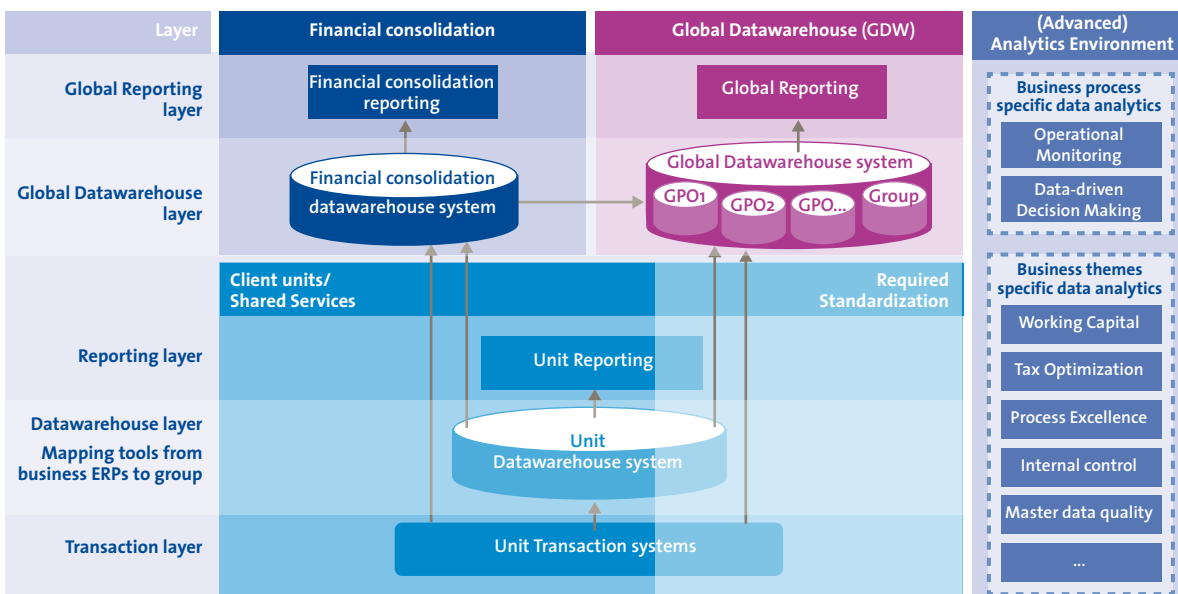 Layer
Financial consolidation
Global Datawarehouse (GDW)
(Advanced)
Analytics Environment
Global Reporting
layer
Financial consolidation
reporting
Global Reporting
Business process
specific data analytics
Operational
Monitoring
Data-driven
Decision Making
Global Datawarehouse
layer
Financial consolidation
datawarehouse system
Global Datawarehouse system
GPO1
GPO2
GPO...
Group
Client units/
Shared Services
Required
Standardization
Business themes
specific data analytics
Working Capital
Tax Optimization
Process Excellence
Internal control
Master data quality
...
Reporting layer
Unit Reporting
Datawarehouse layer
Mapping tools from
business ERPs to group
Unit
Datawarehouse system
Transaction layer
Unit Transaction systems